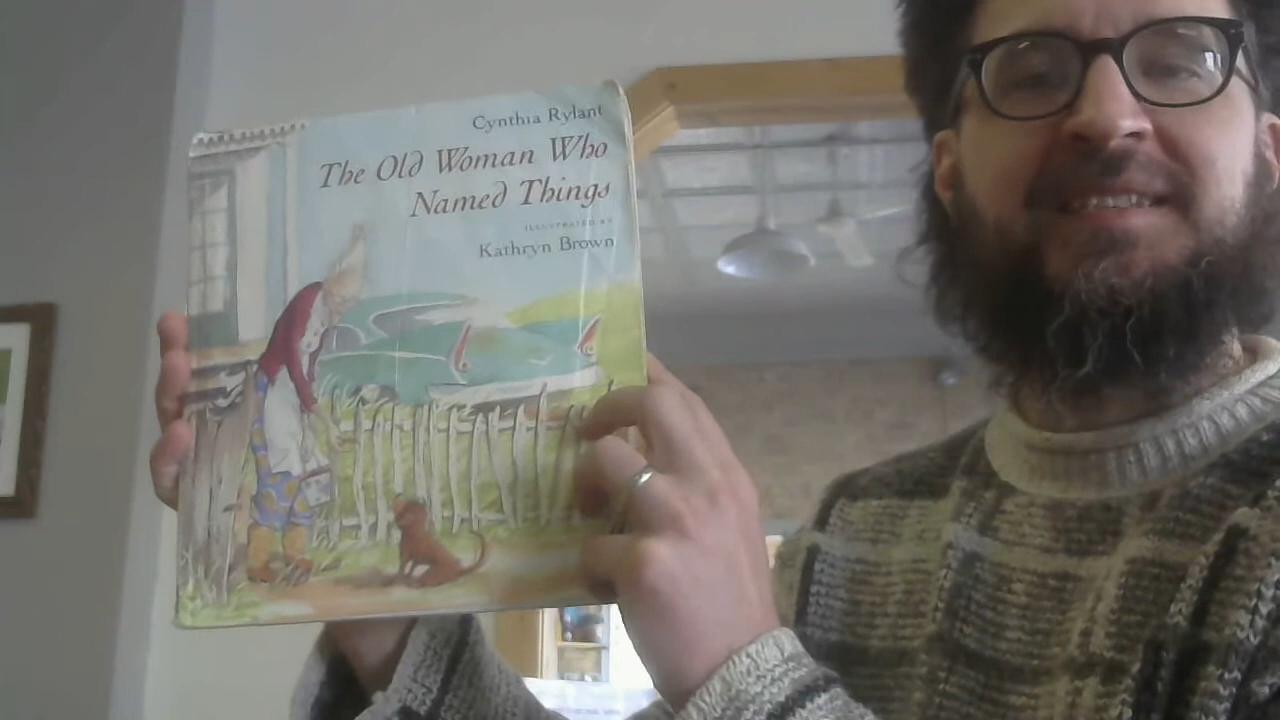 Cynthia Rylant
The Old Woman Who
Named Things
ILLUSTRATED BY
Kathryn Brown